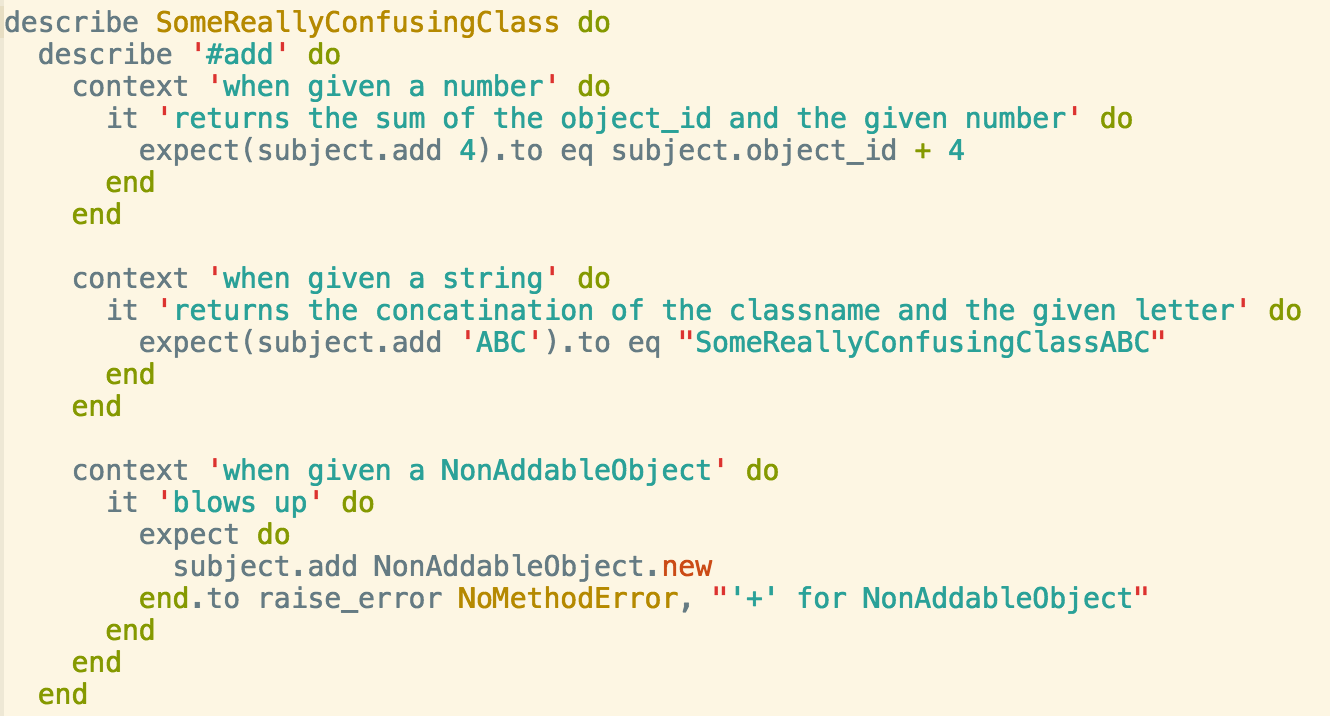 describe SomeReallyConfusingClass do
  describe '#add' do
    context 'when given a number' do
      it 'returns the sum of the object_id and the given number' do
        expect(subject.add 4).to eq subject.object_id + 4
      end
    end

    context 'when given a string' do
      it 'returns the concatination of the classname and the given letter' do
        expect(subject.add 'ABC').to eq "SomeReallyConfusingClassABC"
      end
    end

    context 'when given a NonAddableObject' do
      it 'blows up' do
        expect do
          subject.add NonAddableObject.new
        end.to raise_error NoMethodError, "'+' for NonAddableObject"
      end
    end
  end